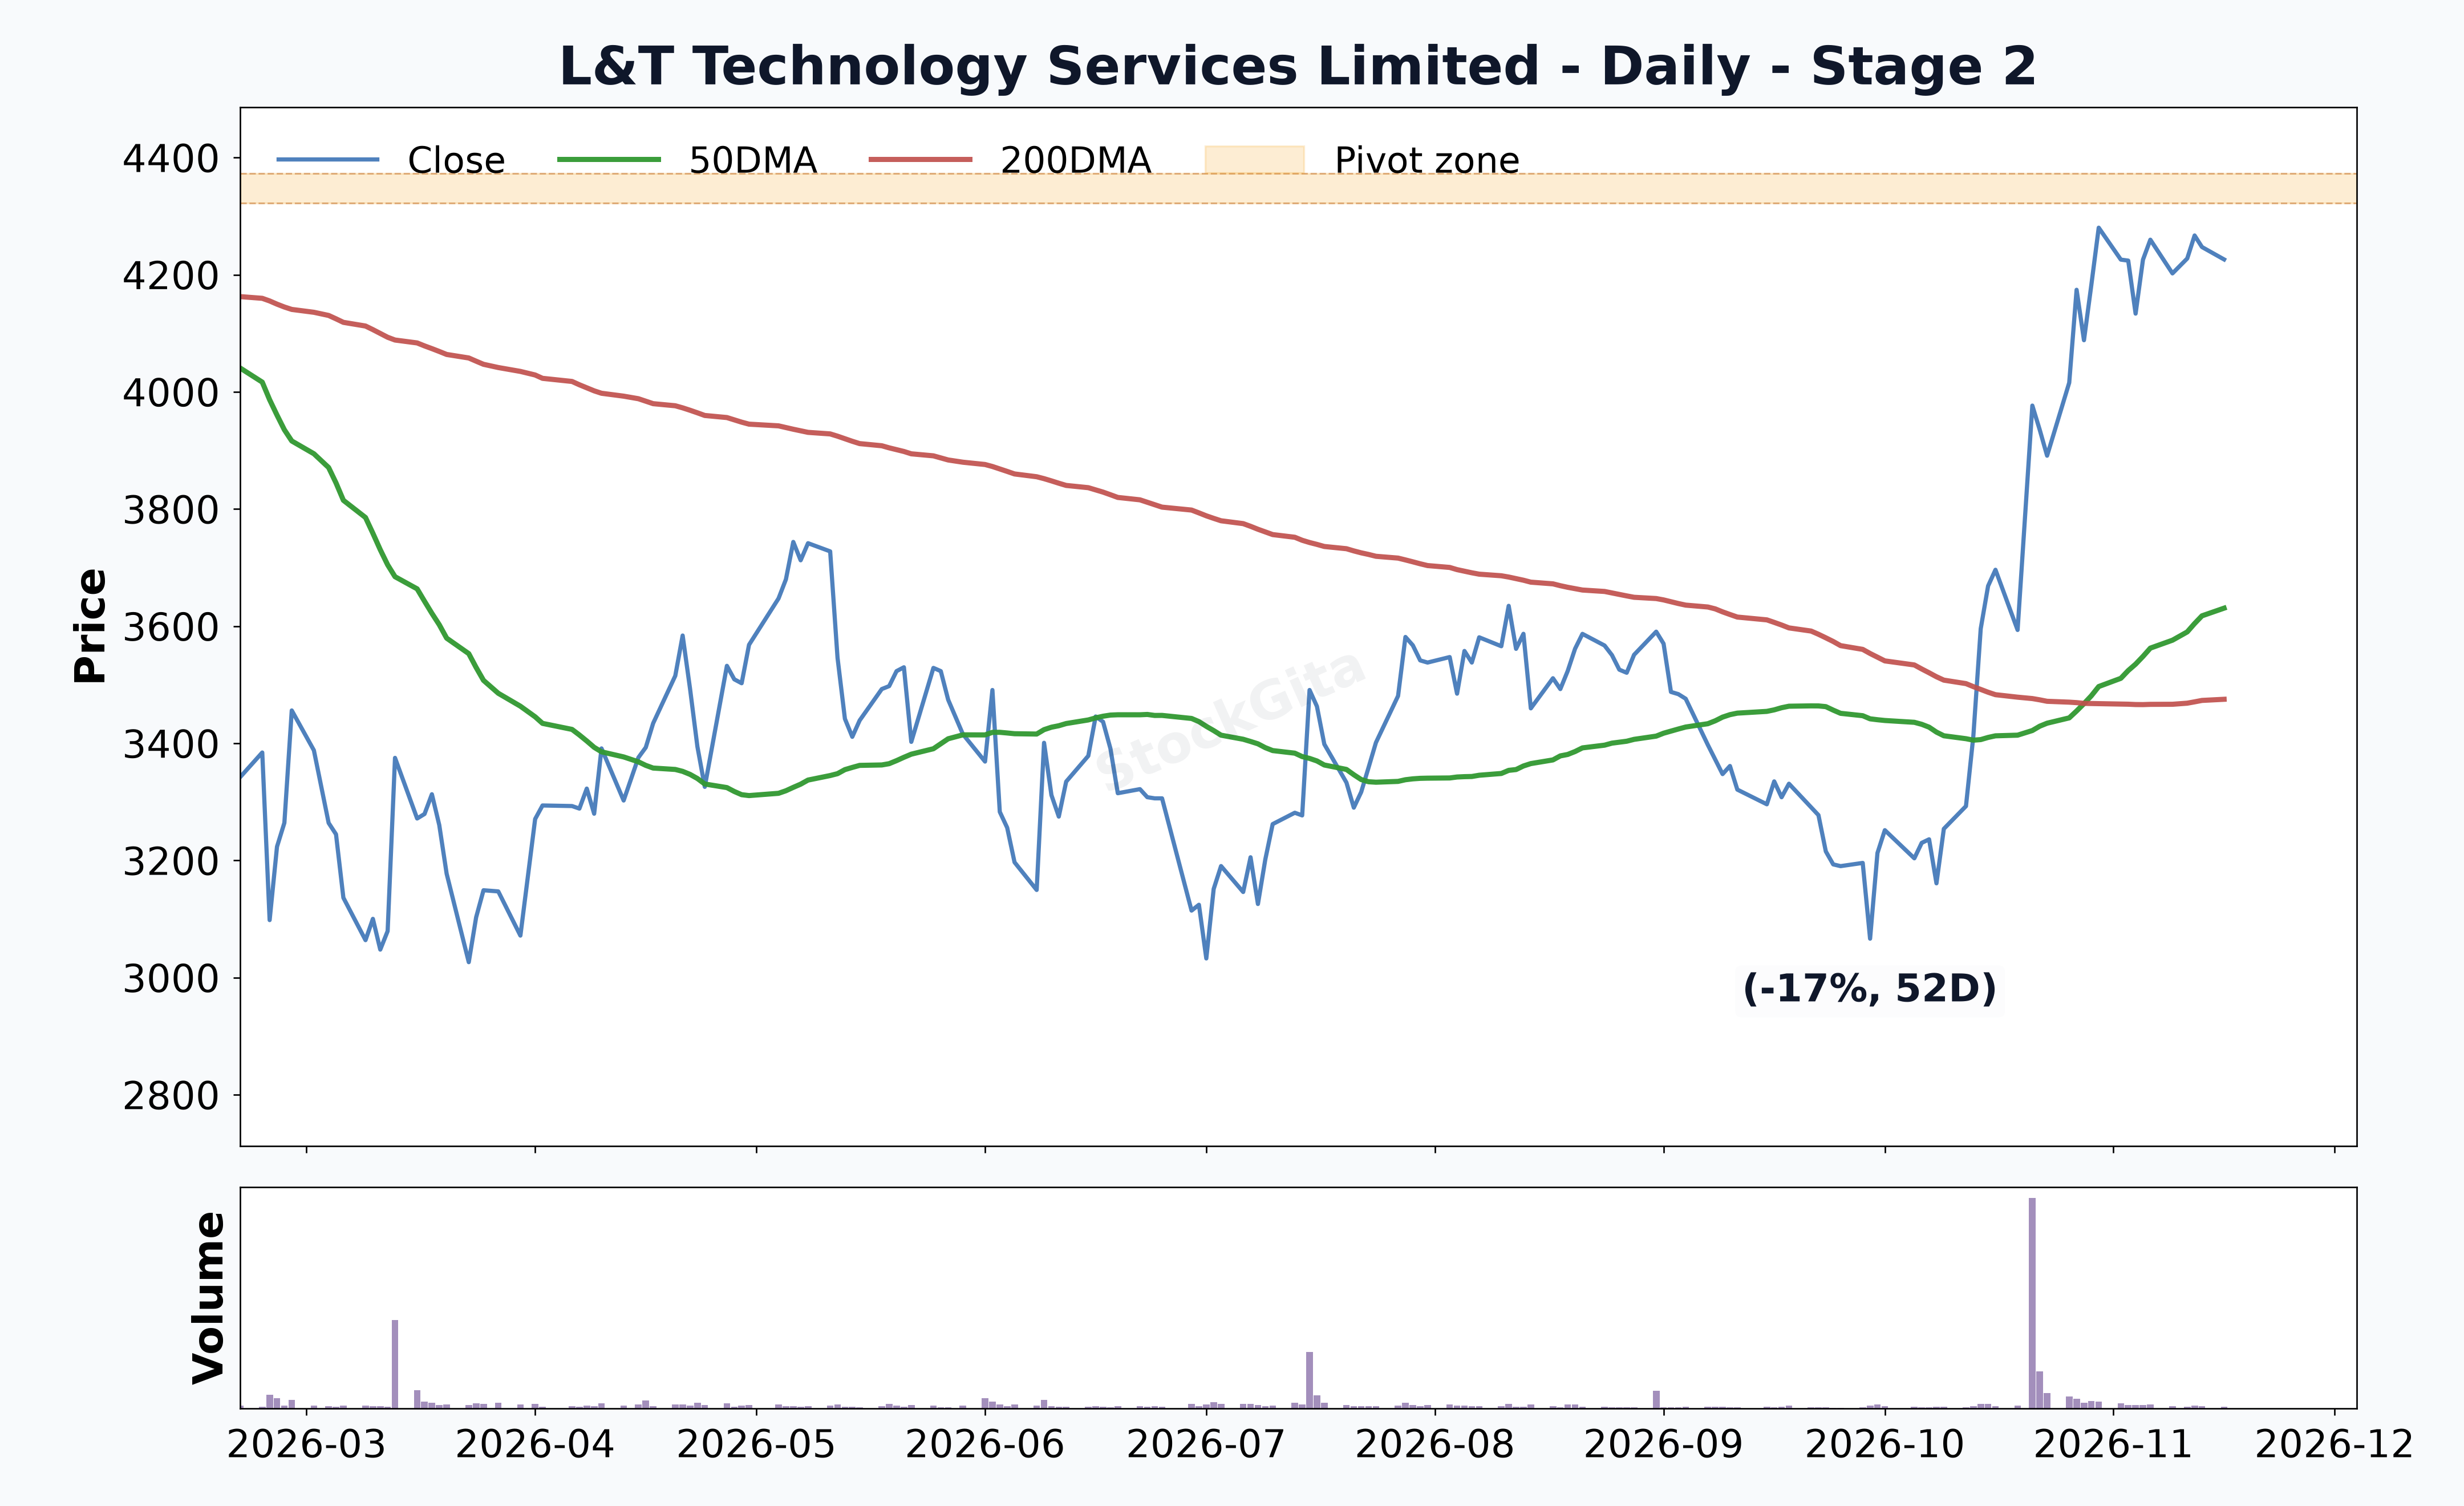 L&T Technology Services Limited - Daily - Stage 2
Close 50DMA 200DMA Pivot zone
4400
4200
4000
3800
3600
3400
3200
3000
2800
Price
StockGita
(-17%, 52D)
Volume
2026-03 2026-04 2026-05 2026-06 2026-07 2026-08 2026-09 2026-10 2026-11 2026-12